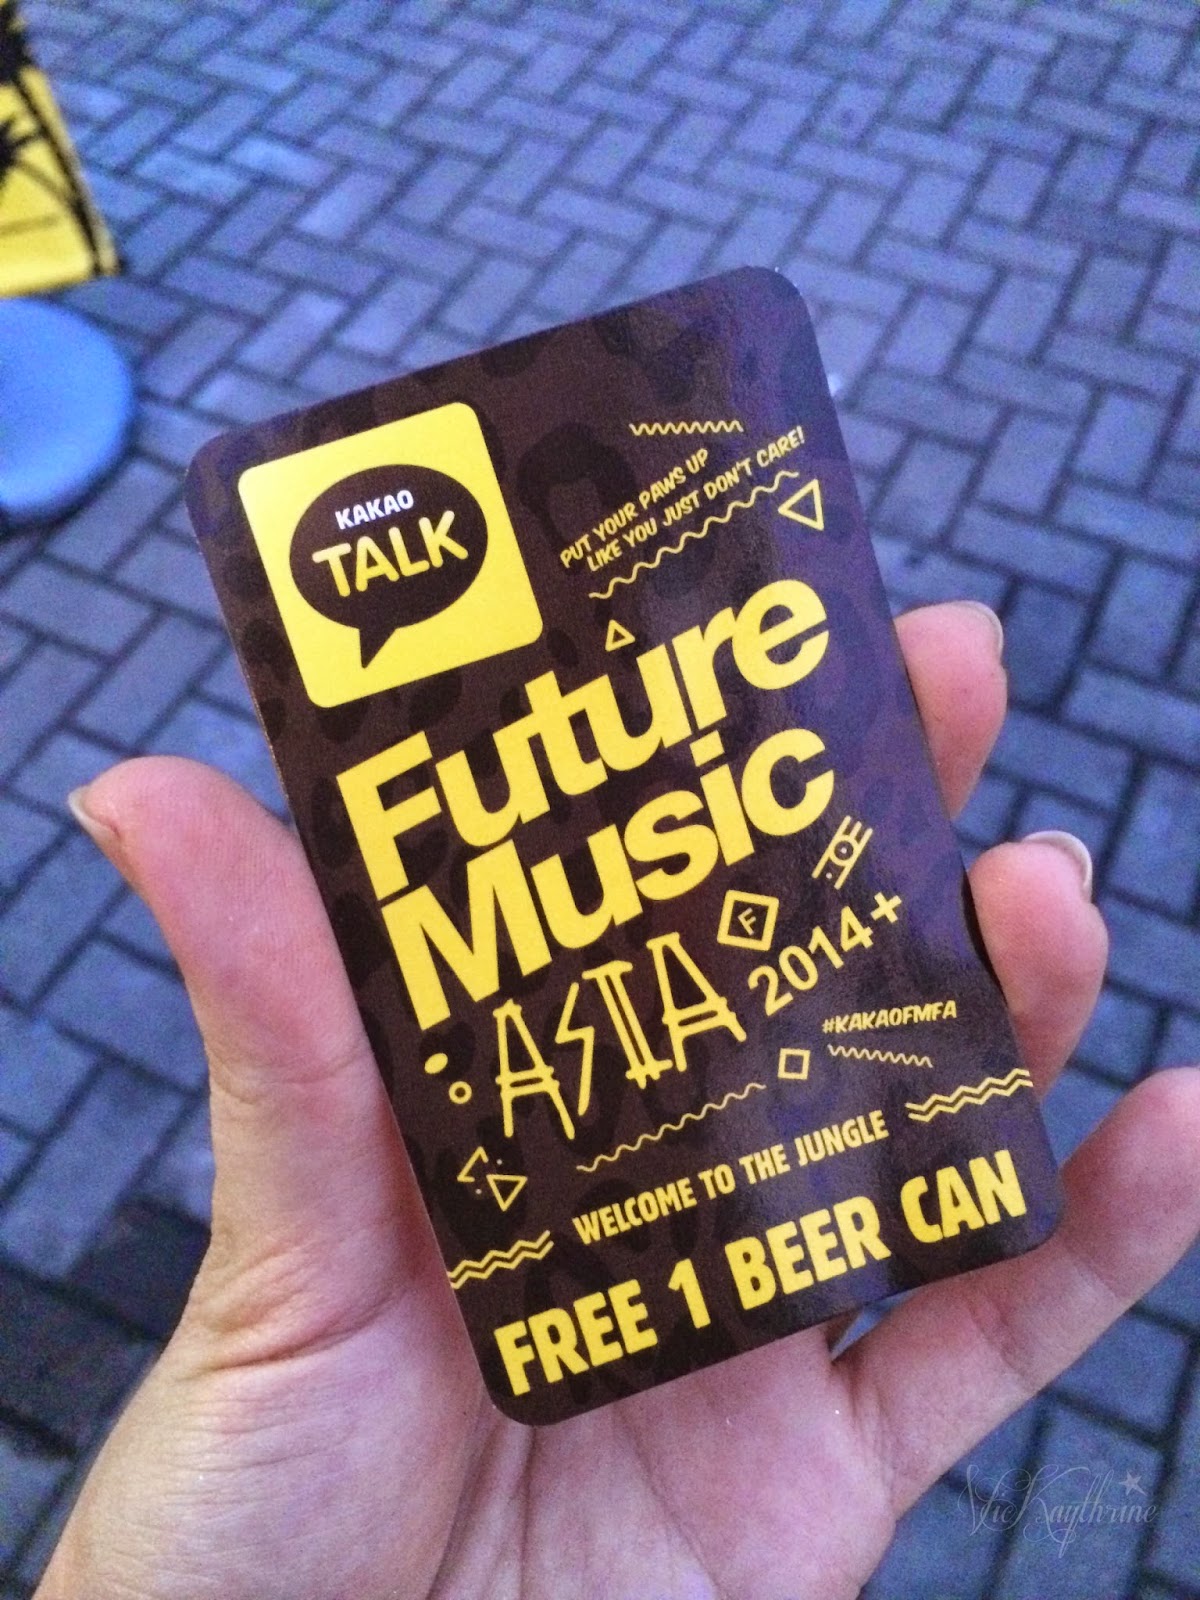 KAKAO
TALK
PUT YOUR PAWS UP
LIKE YOU JUST DON'T CARE!
Future
Music
ASIA
F
2014+
#KAKAOFMFA
WELCOME TO THE JUNGLE
FREE 1 BEER CAN
VicKaythrine